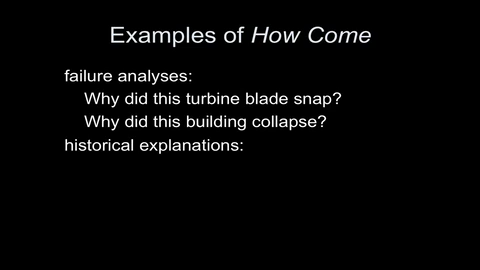 Examples of How Come
failure analyses:
Why did this turbine blade snap?
Why did this building collapse?
historical explanations: